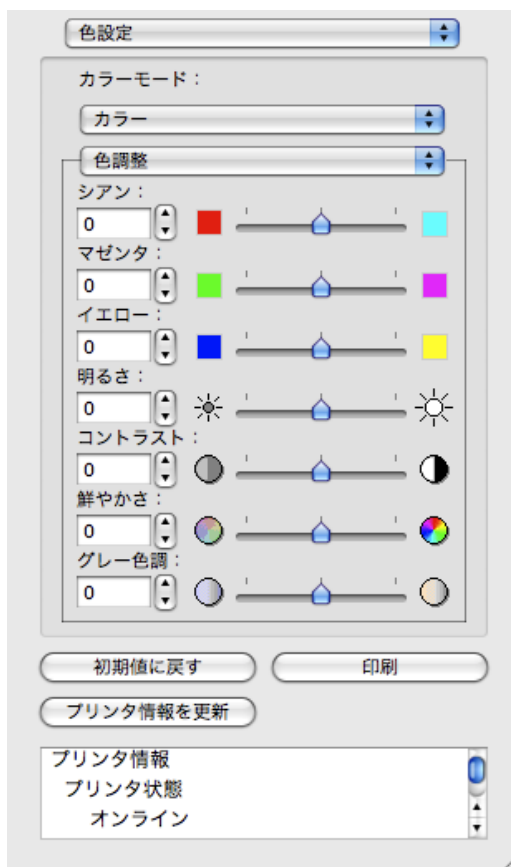 色設定
カラーモード：
カラー
色調整
シアン：
0
マゼンタ：
0
イエロー：
0
明るさ：
0
コントラスト：
0
鮮やかさ：
0
グレー色調：
0
初期値に戻す 印刷
プリンタ情報を更新
プリンタ情報
プリンタ状態
オンライン